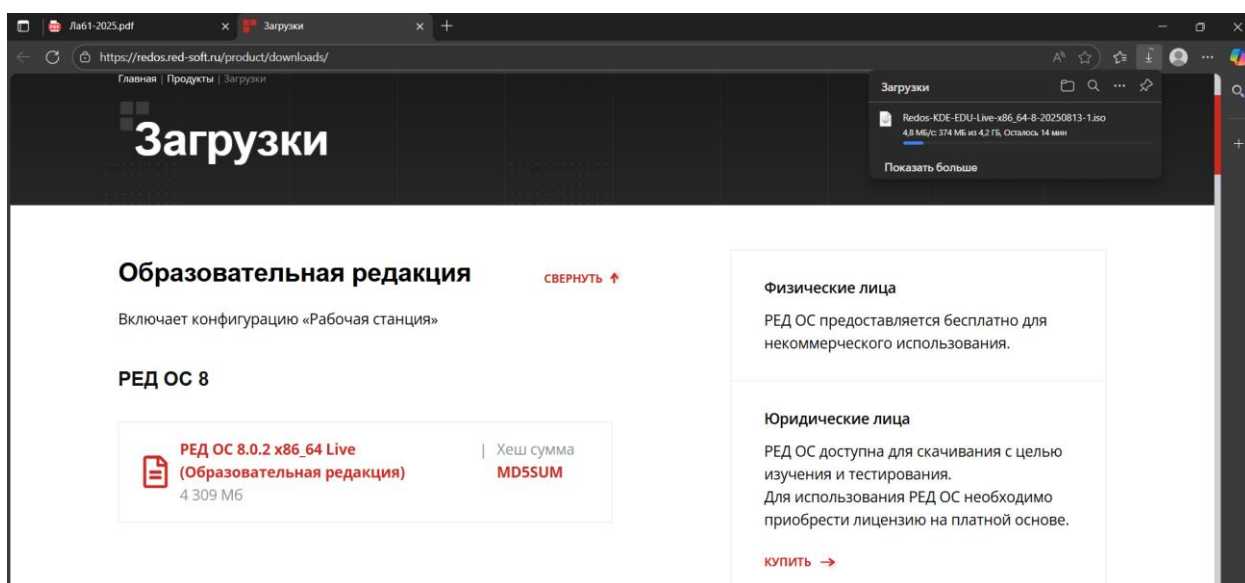 Лаб1-2025.pdf
Загрузки
https://redos.red-soft.ru/product/downloads/
Главная | Продукты | Загрузки
Загрузки
Загрузки
Redos-KDE-EDU-Live-x86_64-8-20250813-1.iso
4,8 МБ/с: 374 МБ из 4,2 ГБ, Осталось 14 мин
Показать больше
Образовательная редакция
СВЕРНУТЬ
Включает конфигурацию «Рабочая станция»
РЕД ОС 8
РЕД ОС 8.0.2 x86_64 Live
(Образовательная редакция)
4 309 Мб
| Хеш сумма
MD5SUM
Физические лица
РЕД ОС предоставляется бесплатно для
некоммерческого использования.
Юридические лица
РЕД ОС доступна для скачивания с целью
изучения и тестирования.
Для использования РЕД ОС необходимо
приобрести лицензию на платной основе.
КУПИТЬ →